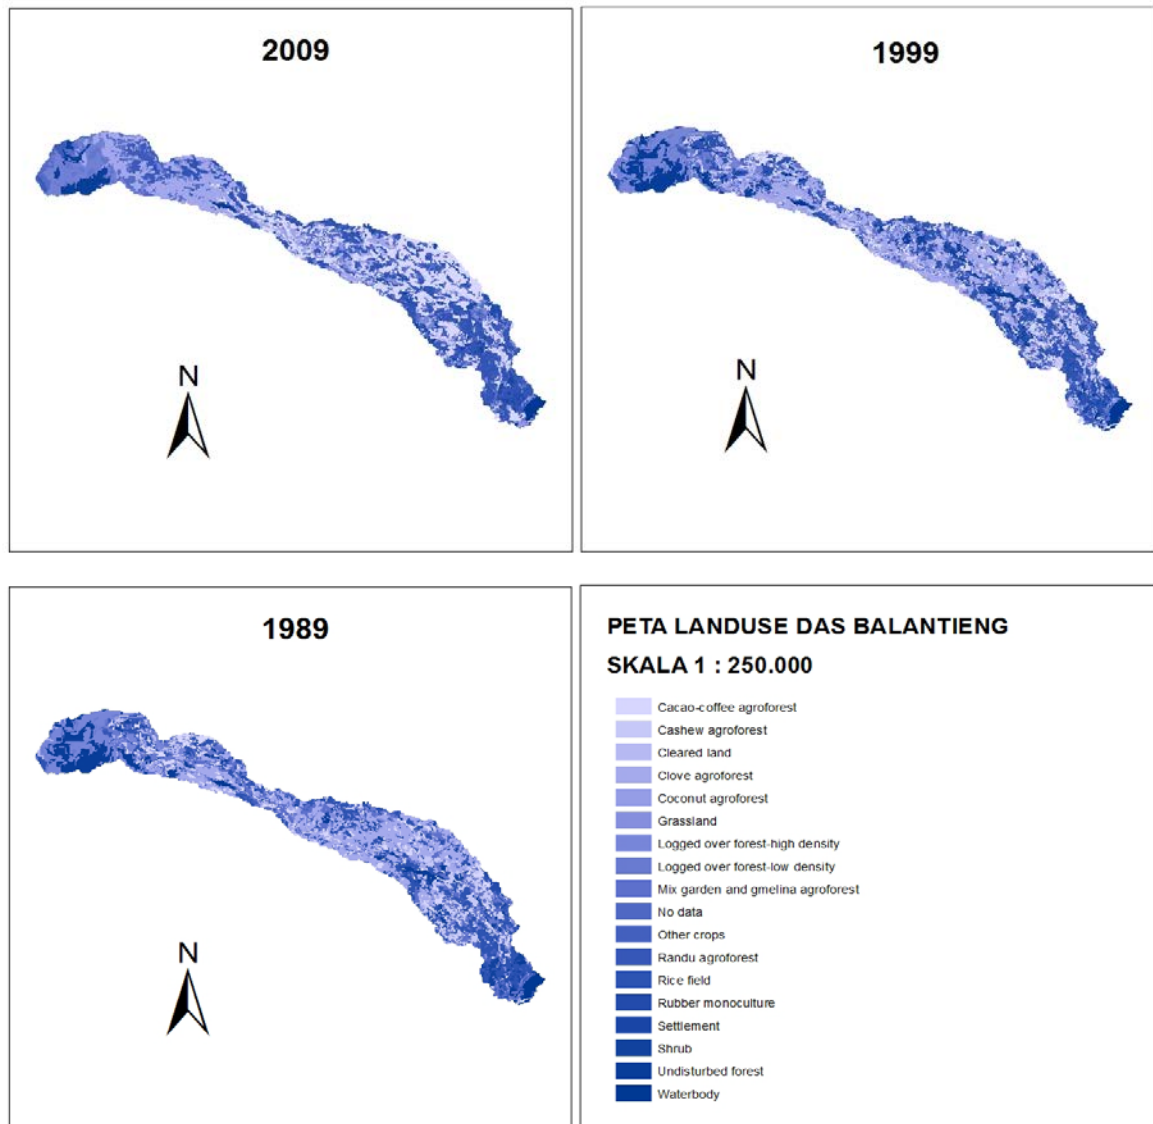 2009
N
1999
N
1989
N
PETA LANDUSE DAS BALANTIENG
SKALA 1 : 250.000
Cacao-coffee agroforest
Cashew agroforest
Cleared land
Clove agroforest
Coconut agroforest
Grassland
Logged over forest-high density
Logged over forest-low density
Mix garden and gmelina agroforest
No data
Other crops
Randu agroforest
Rice field
Rubber monoculture
Settlement
Shrub
Undisturbed forest
Waterbody